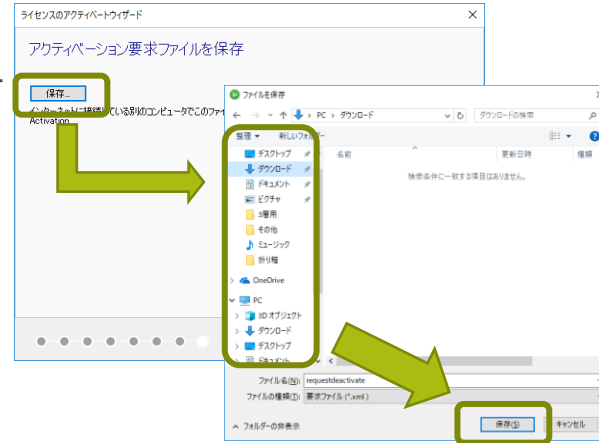 ライセンスのアクティベートウィザード
アクティベーション要求ファイルを保存
保存...
インターネットに接続している別のコンピュータでこのファイ
Activation
ファイルを保存
PC › ダウンロード
ダウンロードの検索
整理
新しいフォルダー
デスクトップ
ダウンロード
ドキュメント
ピクチャ
3層用
その他
ミュージック
折り箱
OneDrive
PC
3D オブジェクト
ダウンロード
デスクトップ
ドキュメント
名前
更新日時
種類
検索条件に一致する項目はありません。
ファイル名(N): requestdeactivate
ファイルの種類(D): 要求ファイル (*.xml )
フォルダーの非表示
保存(S)
キャンセル